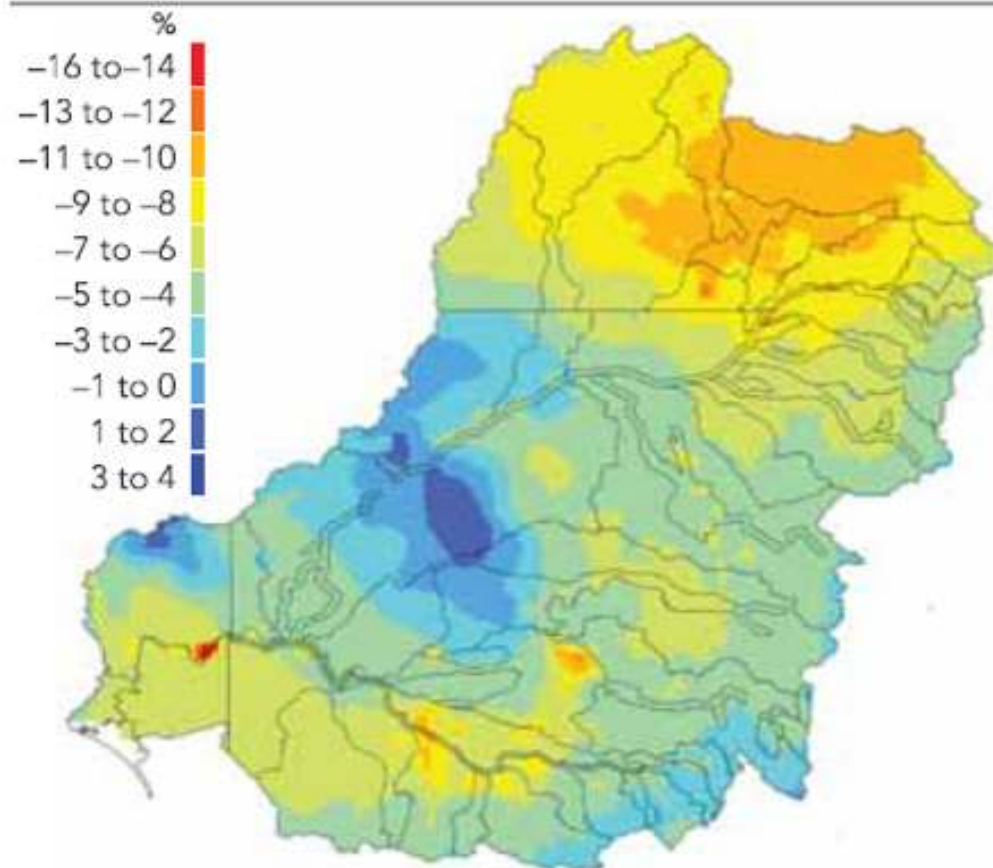 %
–16 to–14
–13 to –12
–11 to –10
–9 to –8
–7 to –6
–5 to –4
–3 to –2
–1 to 0
1 to 2
3 to 4